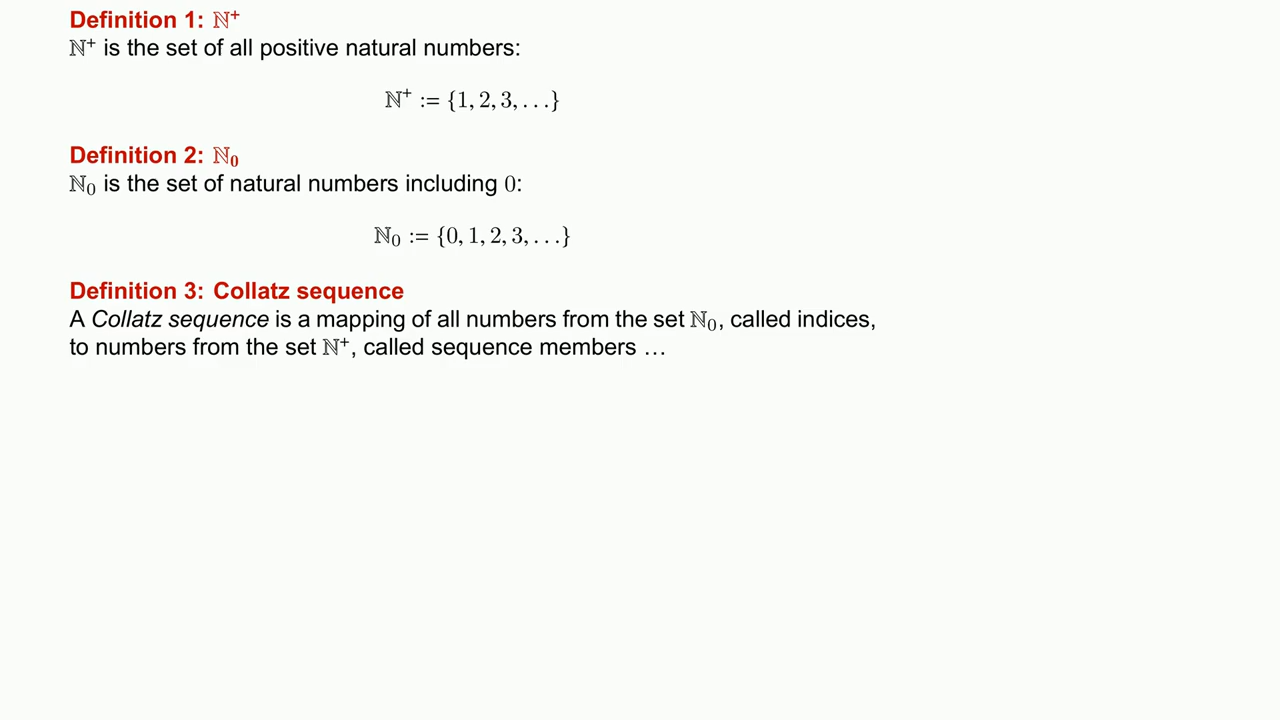 Definition 1: ℕ⁺
ℕ⁺ is the set of all positive natural numbers:
ℕ⁺ := {1, 2, 3, . . .}
Definition 2: ℕ₀
ℕ₀ is the set of natural numbers including 0:
ℕ₀ := {0, 1, 2, 3, . . .}
Definition 3: Collatz sequence
A Collatz sequence is a mapping of all numbers from the set ℕ₀, called indices,
to numbers from the set ℕ⁺, called sequence members …